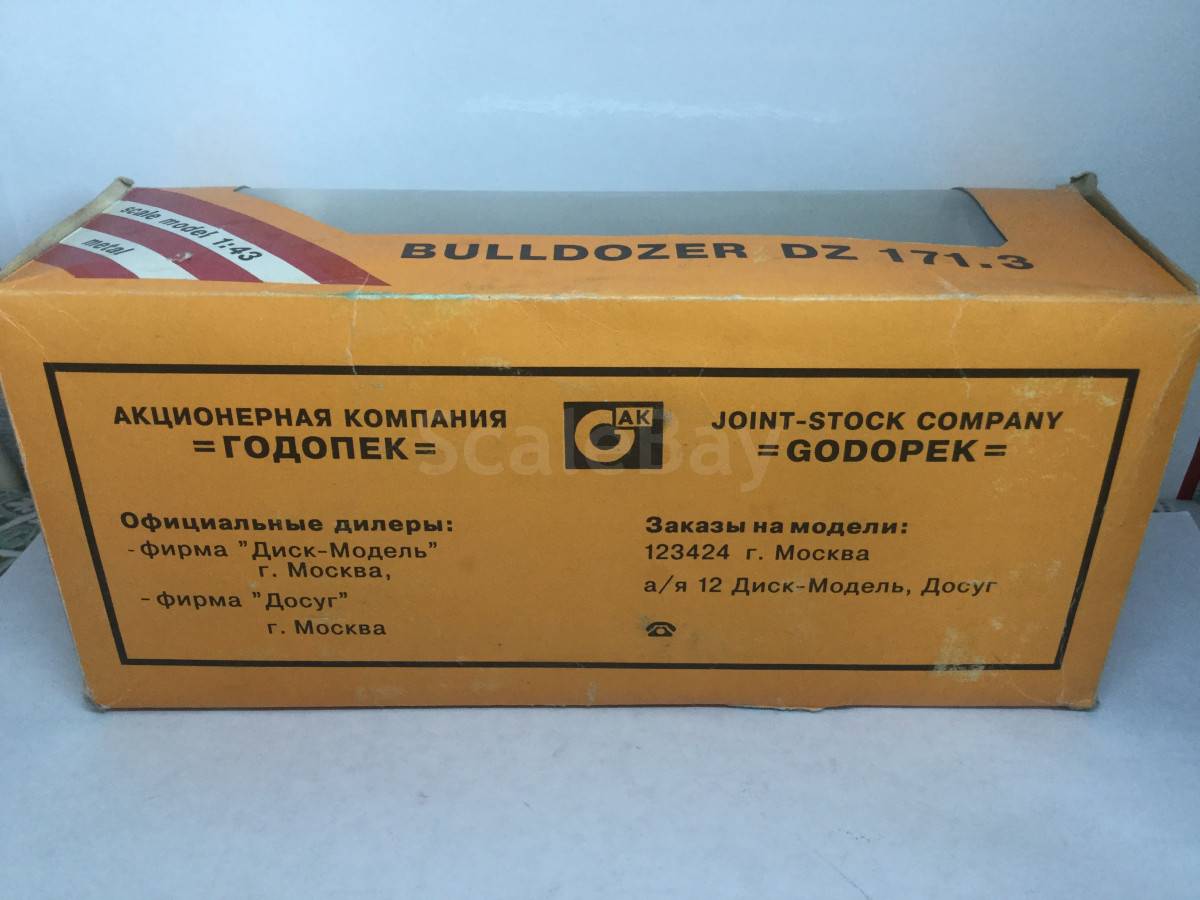 scale model 1:43
metal
BULLDOZER DZ 171.3
АКЦИОНЕРНАЯ КОМПАНИЯ
=ГОДОПЕК=
АК
JOINT-STOCK COMPANY
=GODOPEK=
scaleBay
Официальные дилеры:
-фирма "Диск-Модель"
г. Москва,
-фирма "Досуг"
г. Москва
Заказы на модели:
123424 г. Москва
а/я 12 Диск-Модель, Досуг